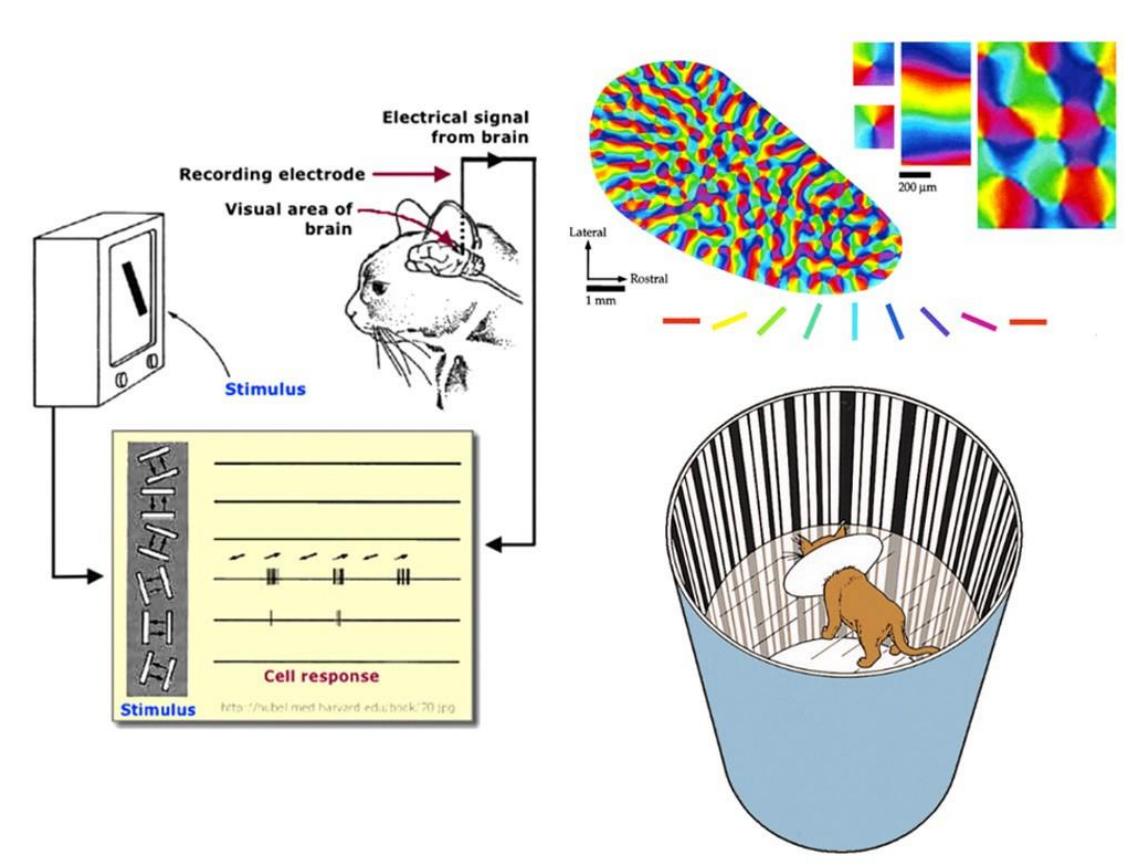 Electrical signal
from brain
Recording electrode
Visual area of
brain
Stimulus
Cell response
Stimulus
http://hubel.med.harvard.edu/book/20.jpg
200 µm
Lateral
Rostral
1 mm